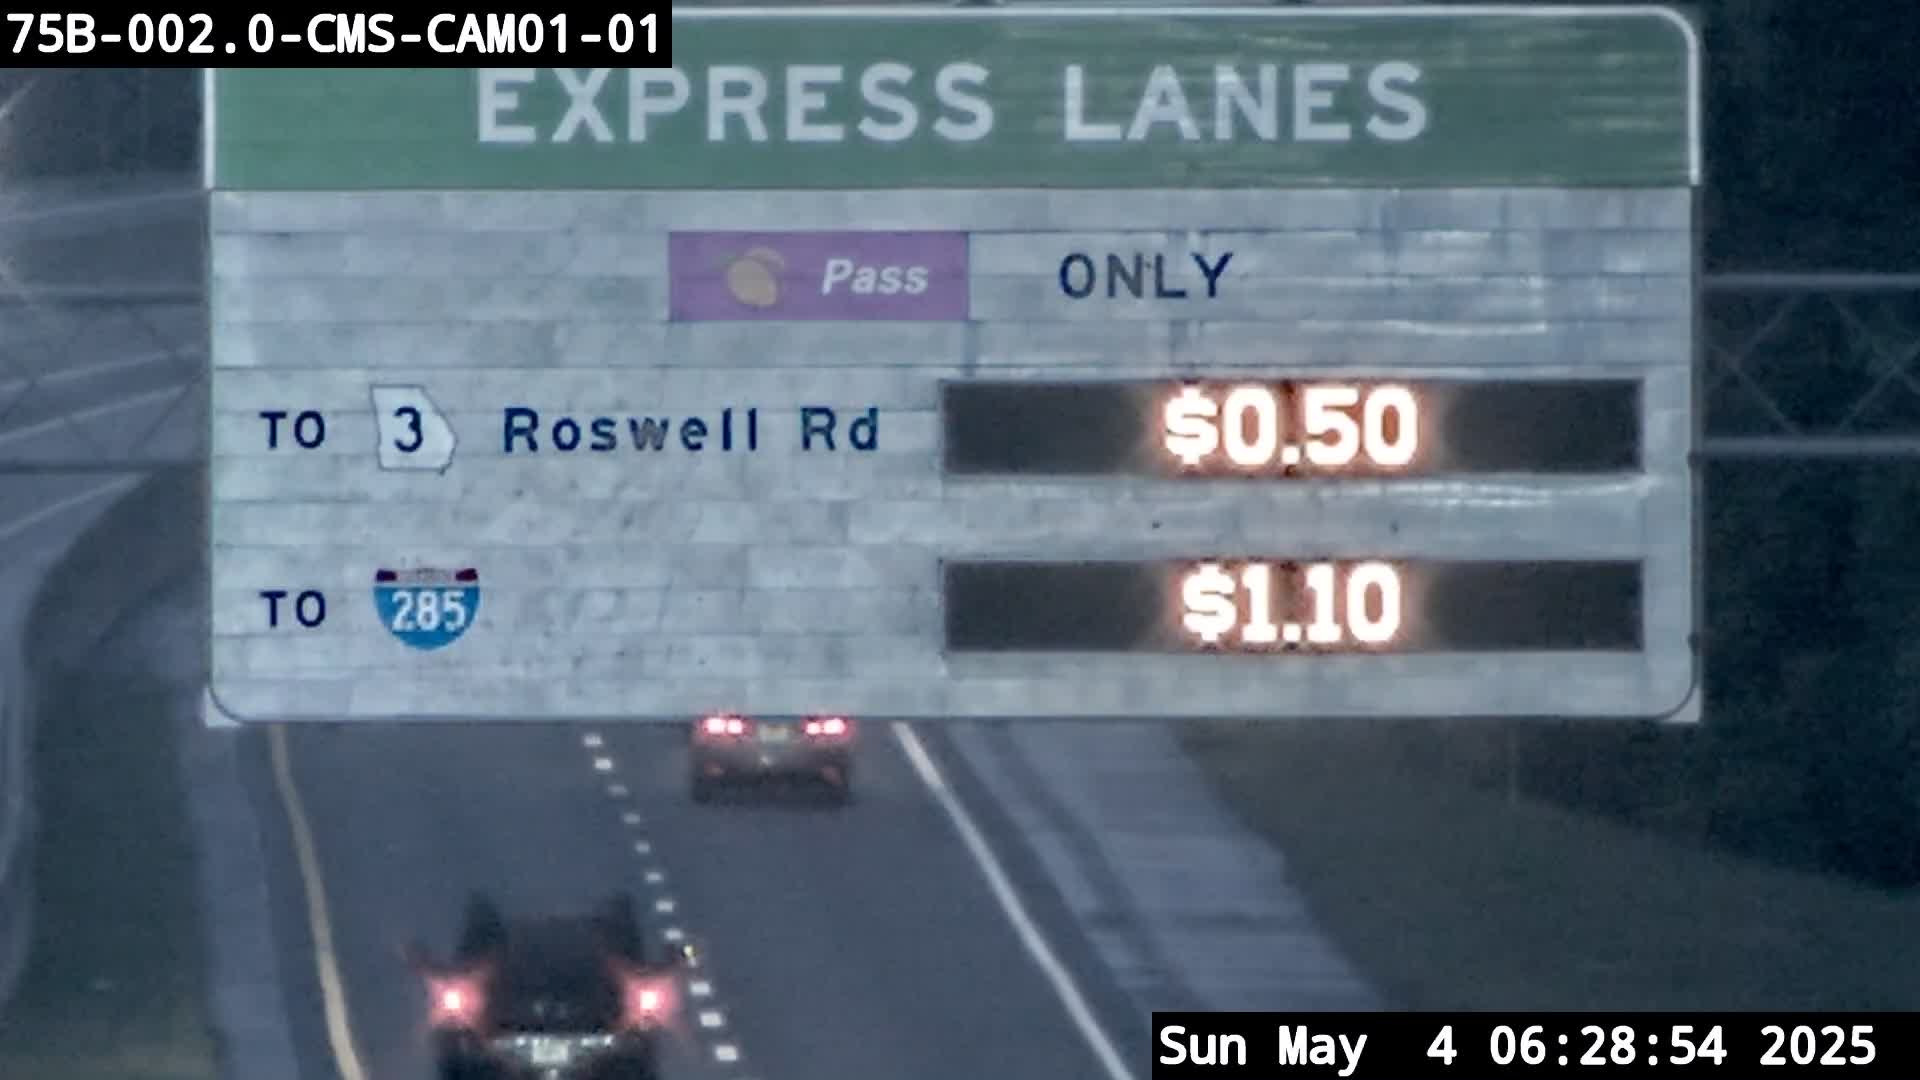 75B-002.0-CMS-CAM01-01
EXPRESS LANES
Pass ONLY
TO 3 Roswell Rd $0.50
TO 285 $1.10
Sun May 4 06:28:54 2025